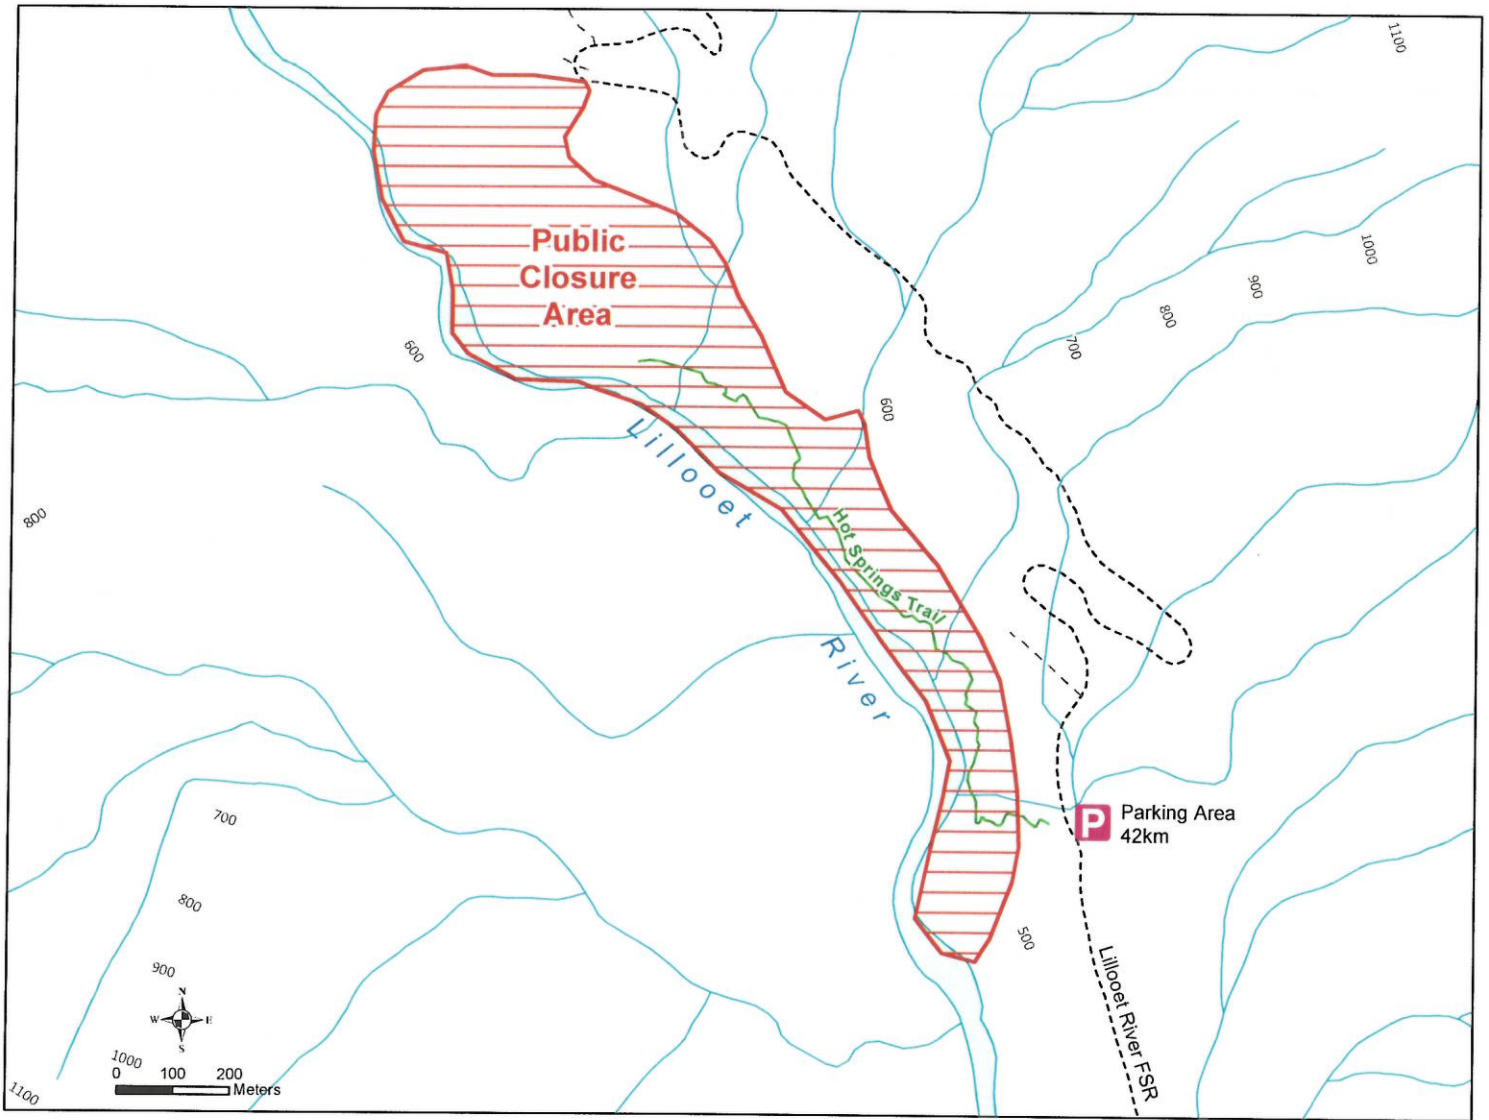 1100
Public
Closure
Area
1000
900
800
700
600
600
Lillooet
River
Hot Springs Trail
800
P
Parking Area
42km
700
800
900
500
Lillooet River FSR
N
W E
S
1000
0 100 200
Meters
1100